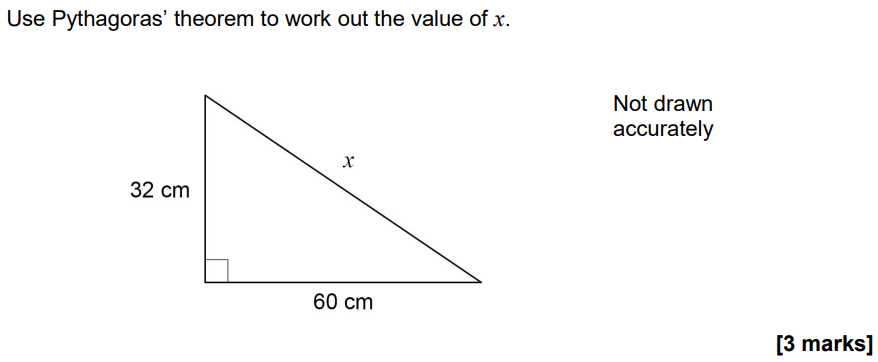 Use Pythagoras’ theorem to work out the value of x.
Not drawn
accurately
x
32 cm
60 cm
[3 marks]